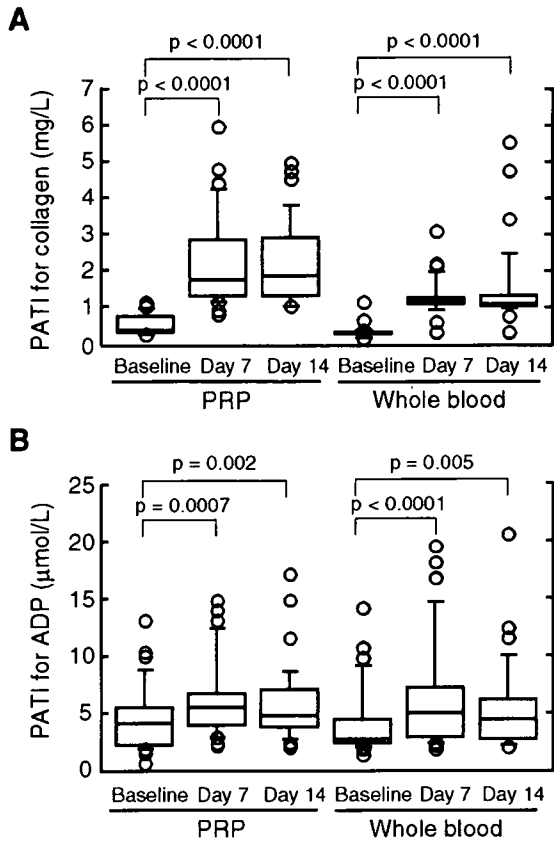 A
p < 0.0001
p < 0.0001
p < 0.0001
p < 0.0001
PATI for collagen (mg/L)
7
6
5
4
3
2
1
0
Baseline Day 7 Day 14 Baseline Day 7 Day 14
PRP Whole blood
B
p = 0.002
p = 0.005
p = 0.0007
p < 0.0001
PATI for ADP (μmol/L)
25
20
15
10
5
0
Baseline Day 7 Day 14 Baseline Day 7 Day 14
PRP Whole blood